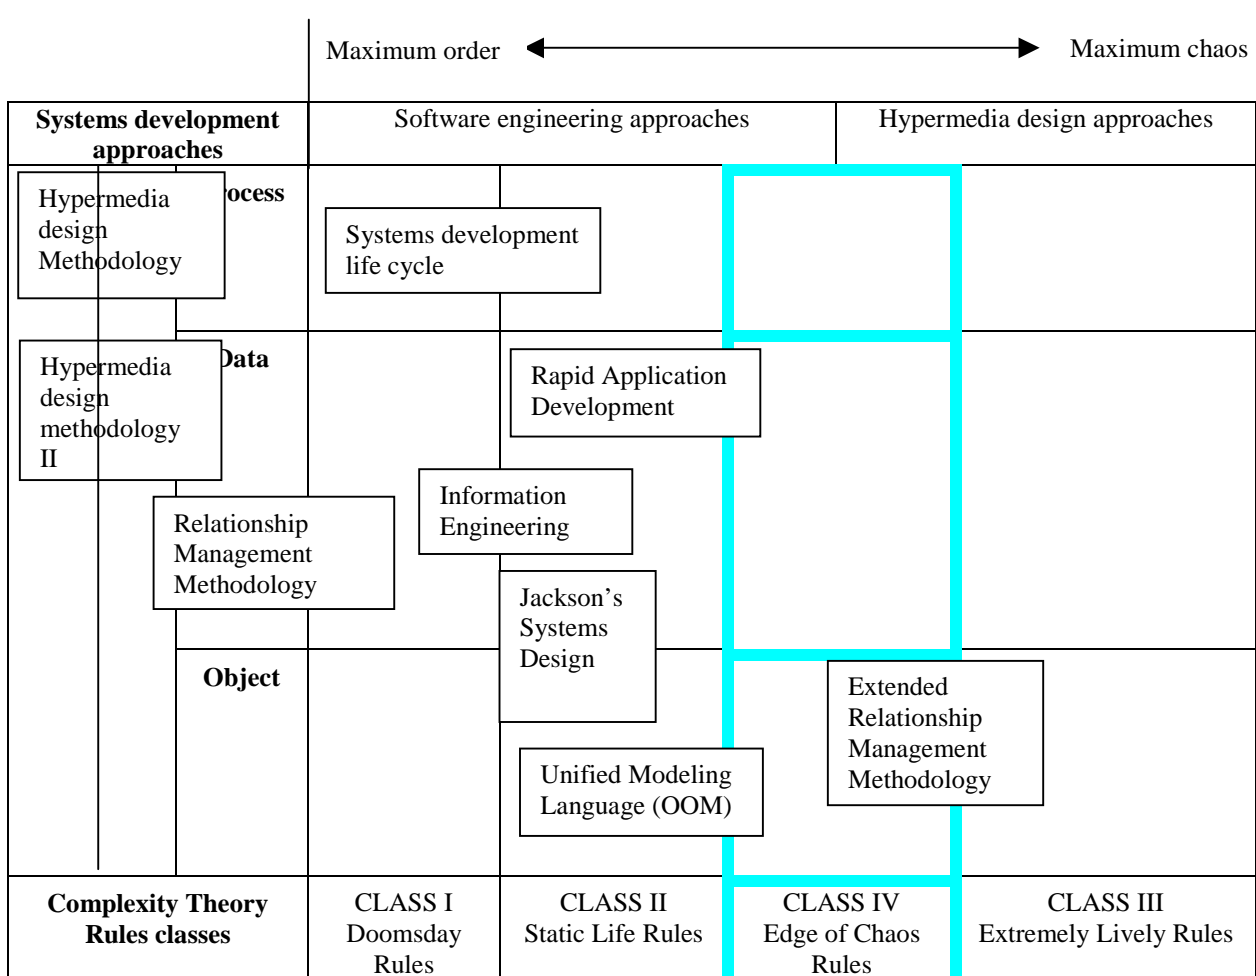 Maximum order
Maximum chaos
Systems development
approaches
Software engineering approaches
Hypermedia design approaches
rocess
Hypermedia
design
Methodology
Systems development
life cycle
Data
Hypermedia
design
methodology
II
Rapid Application
Development
Information
Engineering
Relationship
Management
Methodology
Jackson’s
Systems
Design
Object
Extended
Relationship
Management
Methodology
Unified Modeling
Language (OOM)
Complexity Theory
Rules classes
CLASS I
Doomsday
Rules
CLASS II
Static Life Rules
CLASS IV
Edge of Chaos
Rules
CLASS III
Extremely Lively Rules